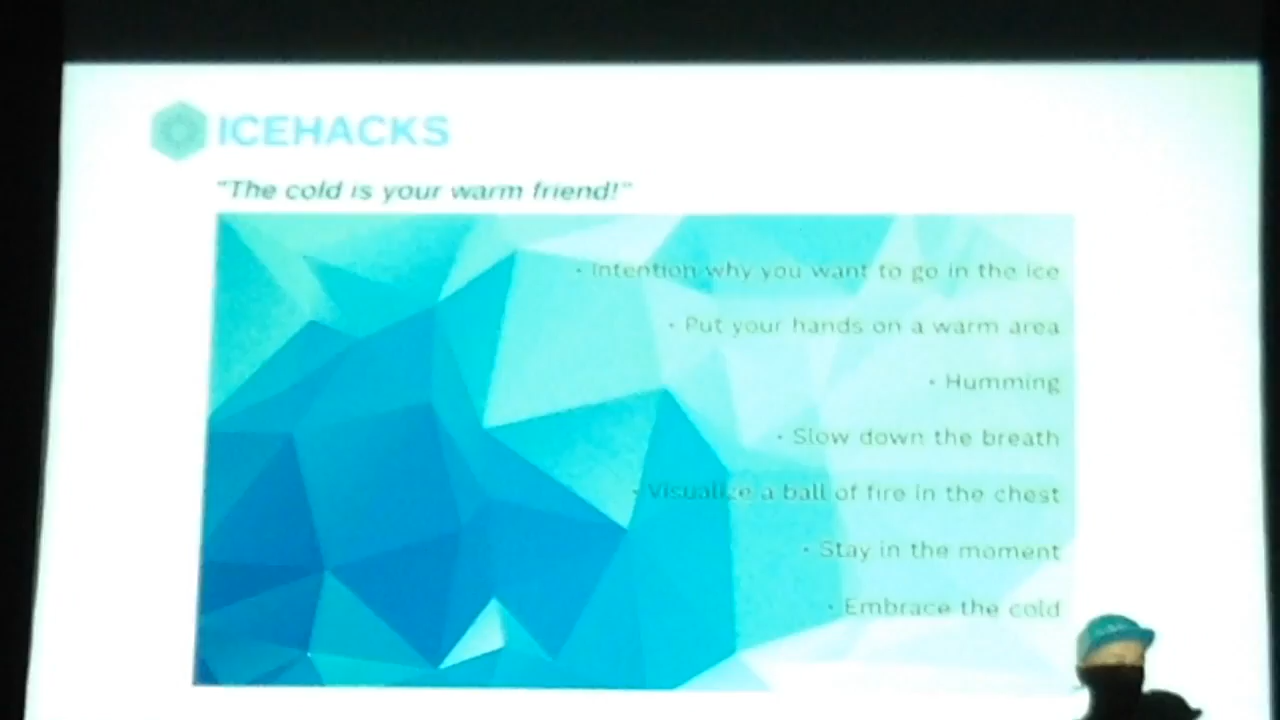 ICEHACKS
"The cold is your warm friend!"
• Intention why you want to go in the ice
• Put your hands on a warm area
• Humming
• Slow down the breath
• Visualize a ball of fire in the chest
• Stay in the moment
• Embrace the cold